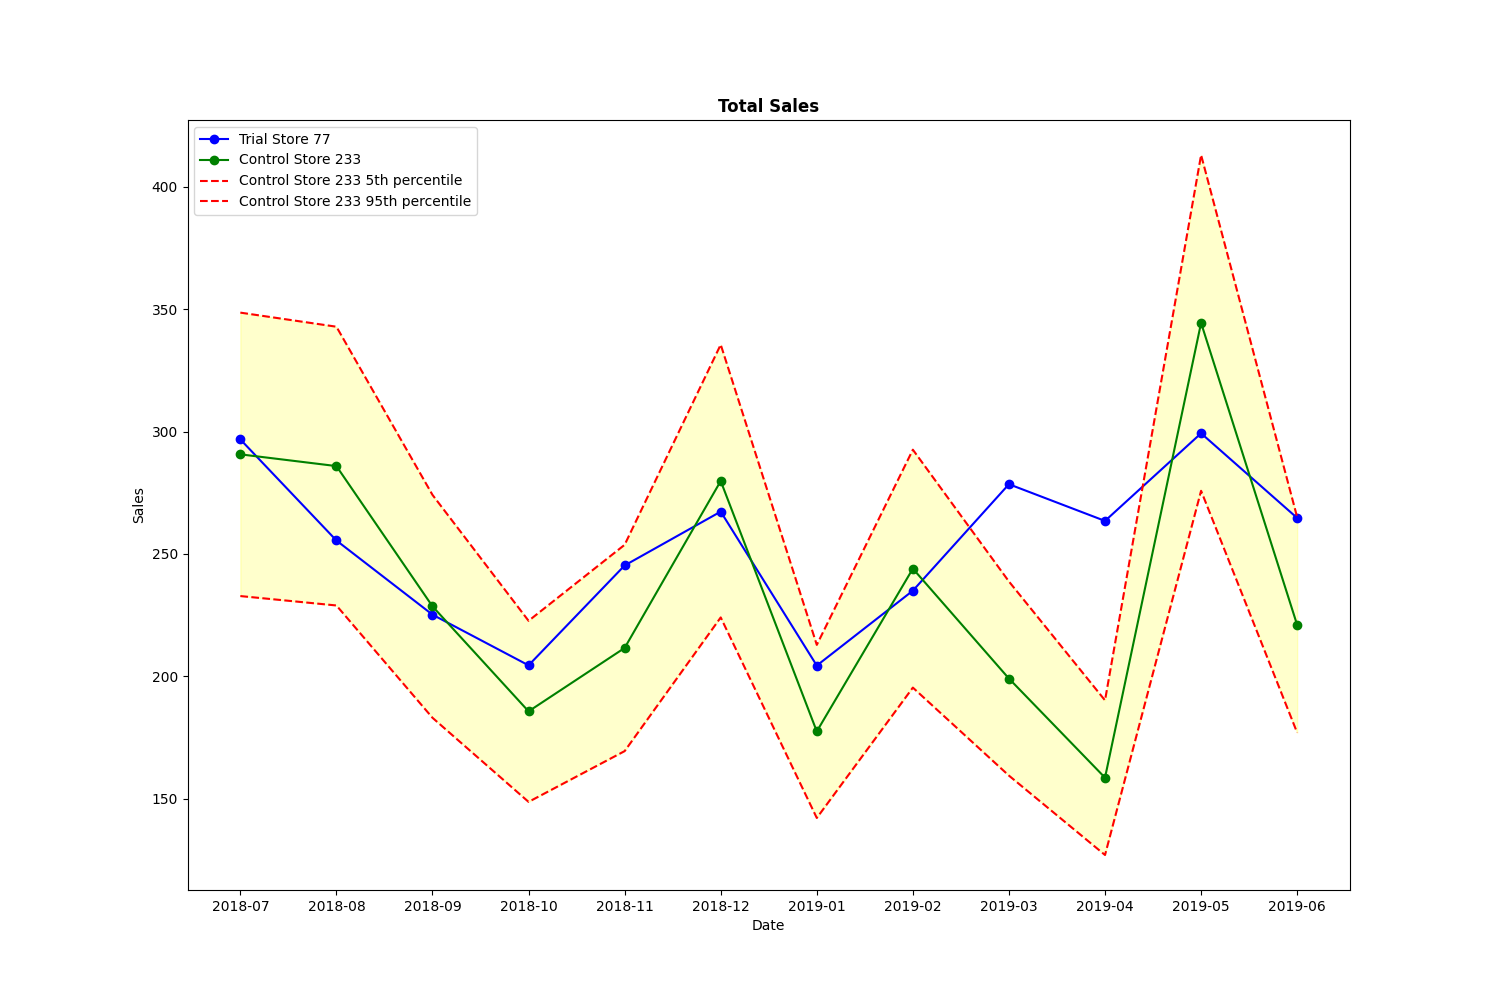 Total Sales
Trial Store 77
Control Store 233
Control Store 233 5th percentile
Control Store 233 95th percentile
400
350
300
250
200
150
Sales
2018-07 2018-08 2018-09 2018-10 2018-11 2018-12 2019-01 2019-02 2019-03 2019-04 2019-05 2019-06
Date